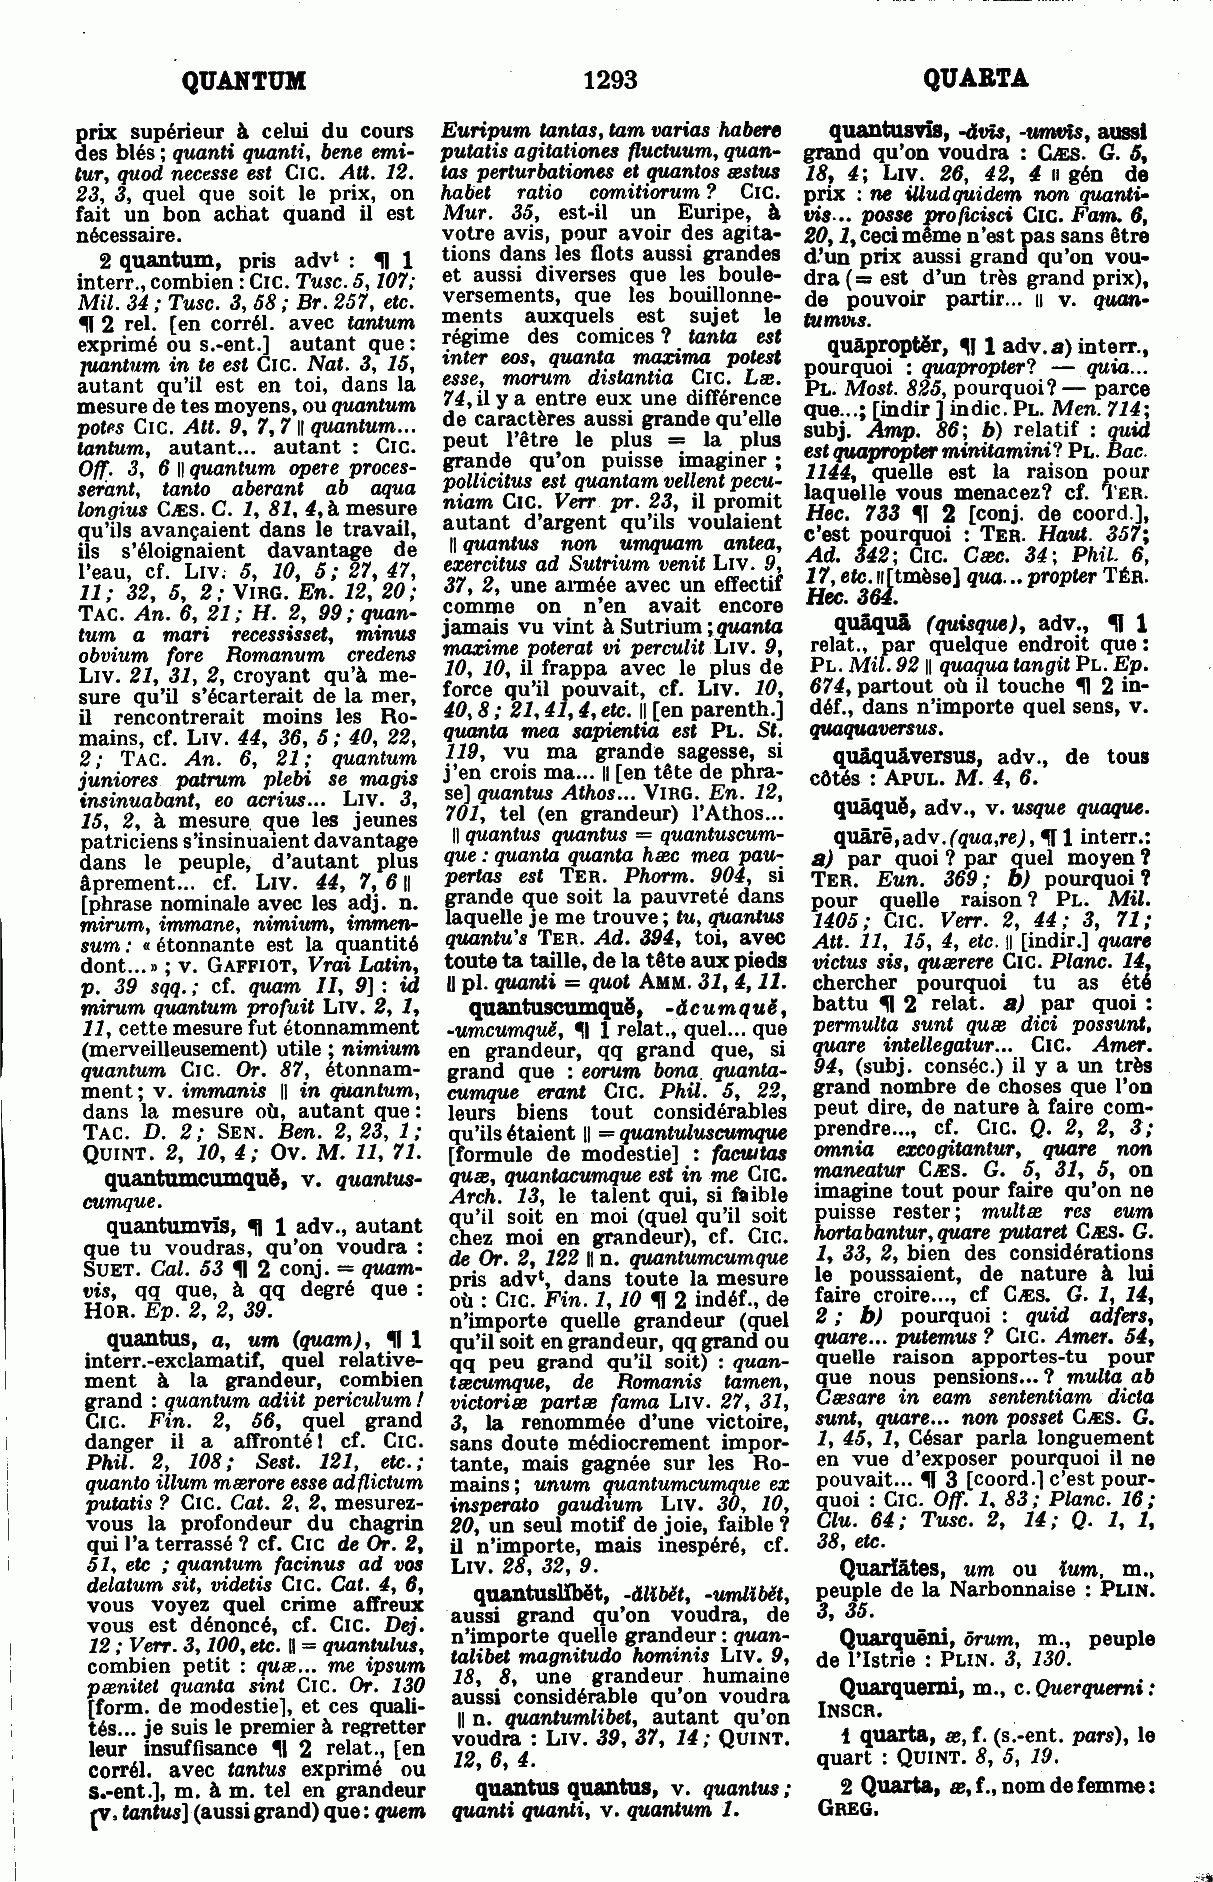 QUANTUM
1293
QUARTA
prix supérieur à celui du cours
des blés ; quanti quanti, bene emi-
tur, quod necesse est CIC. Att. 12.
23, 3, quel que soit le prix, on
fait un bon achat quand il est
nécessaire.
2 quantum, pris advᵗ : ¶ 1
interr., combien : CIC. Tusc. 5, 107;
Mil. 34 ; Tusc. 3, 58 ; Br. 257, etc.
¶ 2 rel. [en corrél. avec tantum
exprimé ou s.-ent.] autant que :
quantum in te est CIC. Nat. 3, 15,
autant qu'il est en toi, dans la
mesure de tes moyens, ou quantum
potes CIC. Att. 9, 7, 7 ǁ quantum...
tantum, autant... autant : CIC.
Off. 3, 6 ǁ quantum opere proces-
serant, tanto aberant ab aqua
longius CÆS. C. 1, 81, 4, à mesure
qu'ils avançaient dans le travail,
ils s'éloignaient davantage de
l'eau, cf. LIV. 5, 10, 5 ; 27, 47,
11 ; 32, 5, 2 ; VIRG. En. 12, 20 ;
TAC. An. 6, 21 ; H. 2, 99 ; quan-
tum a mari recessisset, minus
obvium fore Romanum credens
LIV. 21, 31, 2, croyant qu'à me-
sure qu'il s'écarterait de la mer,
il rencontrerait moins les Ro-
mains, cf. LIV. 44, 36, 5 ; 40, 22,
2 ; TAC. An. 6, 21 ; quantum
juniores patrum plebi se magis
insinuabant, eo acrius... LIV. 3,
15, 2, à mesure que les jeunes
patriciens s'insinuaient davantage
dans le peuple, d'autant plus
âprement... cf. LIV. 44, 7, 6 ǁ
[phrase nominale avec les adj. n.
mirum, immane, nimium, immen-
sum : « étonnante est la quantité
dont... » ; v. GAFFIOT, Vrai Latin,
p. 39 sqq. ; cf. quam II, 9] : id
mirum quantum profuit LIV. 2, 1,
11, cette mesure fut étonnamment
(merveilleusement) utile ; nimium
quantum CIC. Or. 87, étonnam-
ment ; v. immanis ǁ in quantum,
dans la mesure où, autant que :
TAC. D. 2 ; SEN. Ben. 2, 23, 1 ;
QUINT. 2, 10, 4 ; OV. M. 11, 71.
quantumcumquĕ, v. quantus-
cumque.
quantumvīs, ¶ 1 adv., autant
que tu voudras, qu'on voudra :
SUET. Cal. 53 ¶ 2 conj. = quam-
vis, qq que, à qq degré que :
HOR. Ep. 2, 2, 39.
quantus, a, um (quam), ¶ 1
interr.-exclamatif, quel relative-
ment à la grandeur, combien
grand : quantum adiit periculum !
CIC. Fin. 2, 56, quel grand
danger il a affronté ! cf. CIC.
Phil. 2, 108 ; Sest. 121, etc. ;
quanto illum mærore esse adflictum
putatis ? CIC. Cat. 2, 2, mesurez-
vous la profondeur du chagrin
qui l'a terrassé ? cf. CIC de Or. 2,
51, etc ; quantum facinus ad vos
delatum sit, videtis CIC. Cat. 4, 6,
vous voyez quel crime affreux
vous est dénoncé, cf. CIC. Dej.
12 ; Verr. 3, 100, etc. ǁ = quantulus,
combien petit : quæ... me ipsum
pænitet quanta sint CIC. Or. 130
[form. de modestie], et ces quali-
tés... je suis le premier à regretter
leur insuffisance ¶ 2 relat., [en
corrél. avec tantus exprimé ou
s.-ent.], m. à m. tel en grandeur
[v. tantus] (aussi grand) que : quem
Euripum tantas, tam varias habere
putatis agitationes fluctuum, quan-
tas perturbationes et quantos æstus
habet ratio comitiorum ? CIC.
Mur. 35, est-il un Euripe, à
votre avis, pour avoir des agita-
tions dans les flots aussi grandes
et aussi diverses que les boule-
versements, que les bouillonne-
ments auxquels est sujet le
régime des comices ? tanta est
inter eos, quanta maxima potest
esse, morum distantia CIC. Læ.
74, il y a entre eux une différence
de caractères aussi grande qu'elle
peut l'être le plus = la plus
grande qu'on puisse imaginer ;
pollicitus est quantam vellent pecu-
niam CIC. Verr pr. 23, il promit
autant d'argent qu'ils voulaient
ǁ quantus non umquam antea,
exercitus ad Sutrium venit LIV. 9,
37, 2, une armée avec un effectif
comme on n'en avait encore
jamais vu vint à Sutrium ; quanta
maxime poterat vi perculit LIV. 9,
10, 10, il frappa avec le plus de
force qu'il pouvait, cf. LIV. 10,
40, 8 ; 21, 41, 4, etc. ǁ [en parenth.]
quanta mea sapientia est PL. St.
119, vu ma grande sagesse, si
j'en crois ma... ǁ [en tête de phra-
se] quantus Athos... VIRG. En. 12,
701, tel (en grandeur) l'Athos...
ǁ quantus quantus = quantuscum-
que : quanta quanta hæc mea pau-
pertas est TER. Phorm. 904, si
grande que soit la pauvreté dans
laquelle je me trouve ; tu, quantus
quantu's TER. Ad. 394, toi, avec
toute ta taille, de la tête aux pieds
ǁ pl. quanti = quot AMM. 31, 4, 11.
quantuscumquĕ, -ăcumquĕ,
-umcumquĕ, ¶ 1 relat., quel... que
en grandeur, qq grand que, si
grand que : eorum bona quanta-
cumque erant CIC. Phil. 5, 22,
leurs biens tout considérables
qu'ils étaient ǁ = quantuluscumque
[formule de modestie] : facultas
quæ, quantacumque est in me CIC.
Arch. 13, le talent qui, si faible
qu'il soit en moi (quel qu'il soit
chez moi en grandeur), cf. CIC.
de Or. 2, 122 ǁ n. quantumcumque
pris advᵗ, dans toute la mesure
où : CIC. Fin. 1, 10 ¶ 2 indéf., de
n'importe quelle grandeur (quel
qu'il soit en grandeur, qq grand ou
qq peu grand qu'il soit) : quan-
tæcumque, de Romanis tamen,
victoriæ partæ fama LIV. 27, 31,
3, la renommée d'une victoire,
sans doute médiocrement impor-
tante, mais gagnée sur les Ro-
mains ; unum quantumcumque ex
insperato gaudium LIV. 30, 10,
20, un seul motif de joie, faible ?
il n'importe, mais inespéré, cf.
LIV. 28, 32, 9.
quantuslĭbĕt, -ălĭbĕt, -umlĭbĕt,
aussi grand qu'on voudra, de
n'importe quelle grandeur : quan-
talibet magnitudo hominis LIV. 9,
18, 8, une grandeur humaine
aussi considérable qu'on voudra
ǁ n. quantumlibet, autant qu'on
voudra : LIV. 39, 37, 14 ; QUINT.
12, 6, 4.
quantus quantus, v. quantus ;
quanti quanti, v. quantum 1.
quantusvīs, -ăvīs, -umvīs, aussi
grand qu'on voudra : CÆS. G. 5,
18, 4 ; LIV. 26, 42, 4 ǁ gén de
prix : ne illud quidem non quanti-
vis... posse proficisci CIC. Fam. 6,
20, 1, ceci même n'est pas sans être
d'un prix aussi grand qu'on vou-
dra (= est d'un très grand prix),
de pouvoir partir... ǁ v. quan-
tumvis.
quāproptĕr, ¶ 1 adv. a) interr.,
pourquoi : quapropter? — quia...
PL. Most. 825, pourquoi? — parce
que...; [indir ] indic. PL. Men. 714;
subj. Amp. 86; b) relatif : quid
est quapropter minitamini? PL. Bac.
1144, quelle est la raison pour
laquelle vous menacez? cf. TER.
Hec. 733 ¶ 2 [conj. de coord.],
c'est pourquoi : TER. Haut. 357;
Ad. 342; CIC. Cæc. 34; Phil. 6,
17, etc. ǁ [tmèse] qua... propter TÉR.
Hec. 364.
quāquā (quisque), adv., ¶ 1
relat., par quelque endroit que :
PL. Mil. 92 ǁ quaqua tangit PL. Ep.
674, partout où il touche ¶ 2 in-
déf., dans n'importe quel sens, v.
quaquaversus.
quāquāversus, adv., de tous
côtés : APUL. M. 4, 6.
quāquĕ, adv., v. usque quaque.
quārē, adv. (qua, re), ¶ 1 interr. :
a) par quoi ? par quel moyen ?
TER. Eun. 369 ; b) pourquoi ?
pour quelle raison ? PL. Mil.
1405 ; CIC. Verr. 2, 44 ; 3, 71 ;
Att. 11, 15, 4, etc. ǁ [indir.] quare
victus sis, quærere CIC. Planc. 14,
chercher pourquoi tu as été
battu ¶ 2 relat. a) par quoi :
permulta sunt quæ dici possunt,
quare intellegatur... CIC. Amer.
94, (subj. conséc.) il y a un très
grand nombre de choses que l'on
peut dire, de nature à faire com-
prendre..., cf. CIC. Q. 2, 2, 3 ;
omnia excogitantur, quare non
maneatur CÆS. G. 5, 31, 5, on
imagine tout pour faire qu'on ne
puisse rester ; multæ res eum
hortabantur, quare putaret CÆS. G.
1, 33, 2, bien des considérations
le poussaient, de nature à lui
faire croire..., cf CÆS. G. 1, 14,
2 ; b) pourquoi : quid adfers,
quare... putemus ? CIC. Amer. 54,
quelle raison apportes-tu pour
que nous pensions... ? multa ab
Cæsare in eam sententiam dicta
sunt, quare... non posset CÆS. G.
1, 45, 1, César parla longuement
en vue d'exposer pourquoi il ne
pouvait... ¶ 3 [coord.] c'est pour-
quoi : CIC. Off. 1, 83 ; Planc. 16 ;
Clu. 64 ; Tusc. 2, 14 ; Q. 1, 1,
38, etc.
Quarĭātes, um ou ĭum, m.,
peuple de la Narbonnaise : PLIN.
3, 35.
Quarquēni, ōrum, m., peuple
de l'Istrie : PLIN. 3, 130.
Quarquerni, m., c. Querquerni :
INSCR.
1 quarta, æ, f. (s.-ent. pars), le
quart : QUINT. 8, 5, 19.
2 Quarta, æ, f., nom de femme :
GREG.